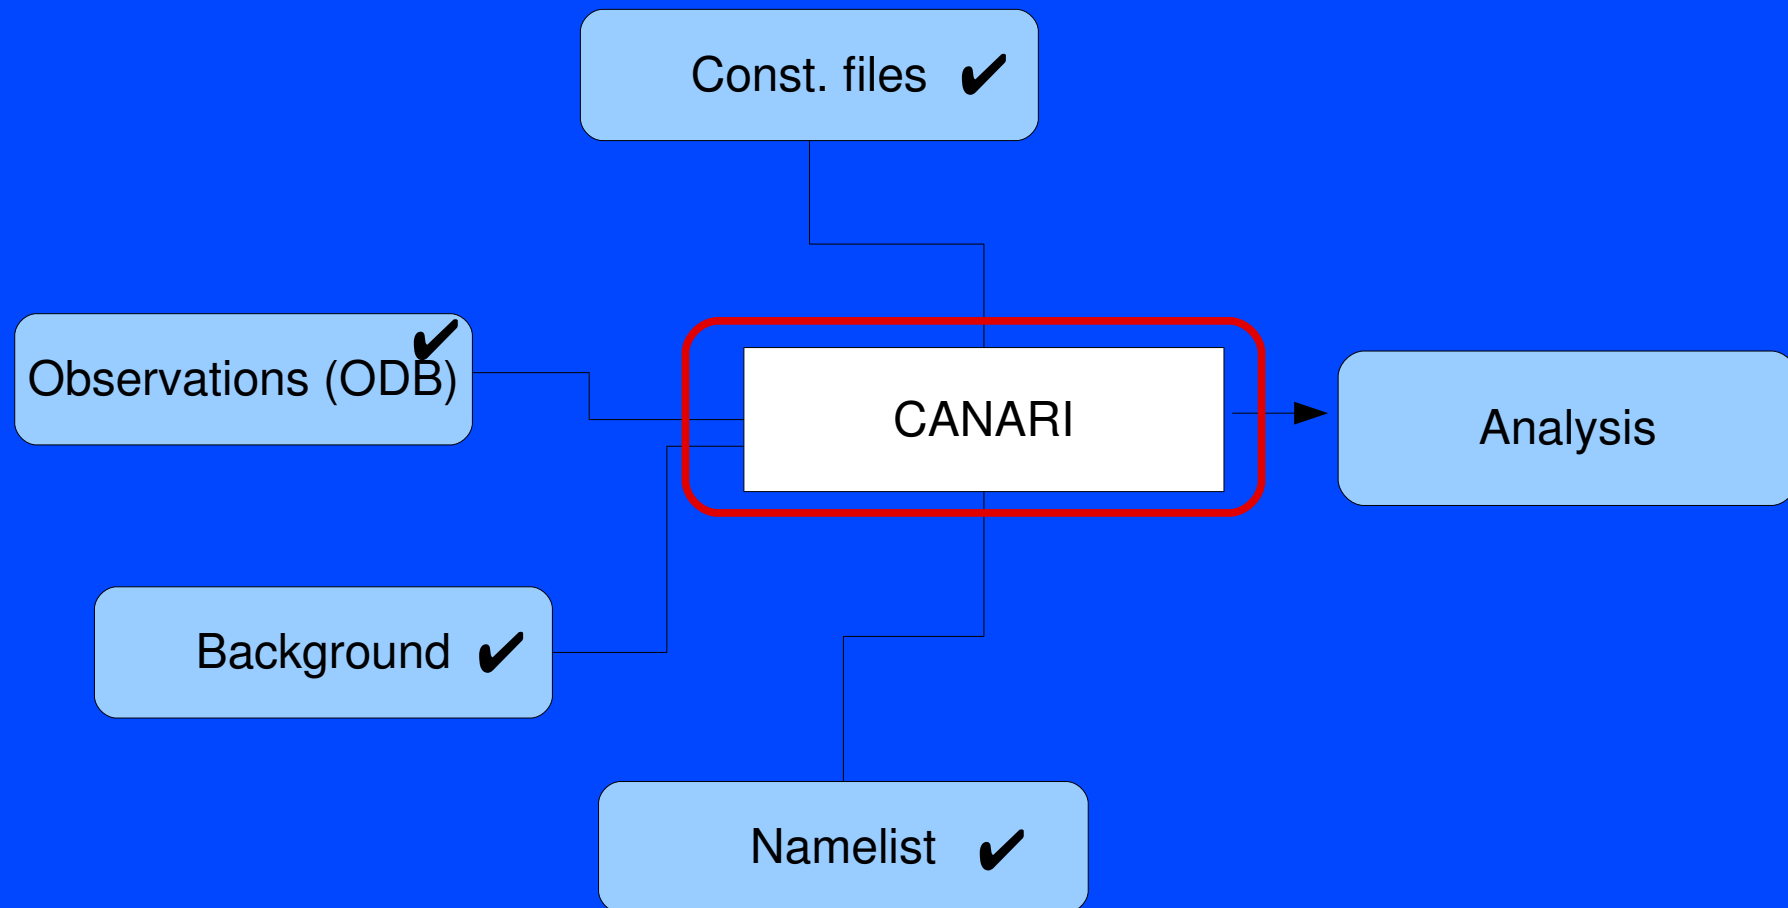 Const. files ✔
Observations (ODB) ✔
CANARI
Analysis
Background ✔
Namelist ✔